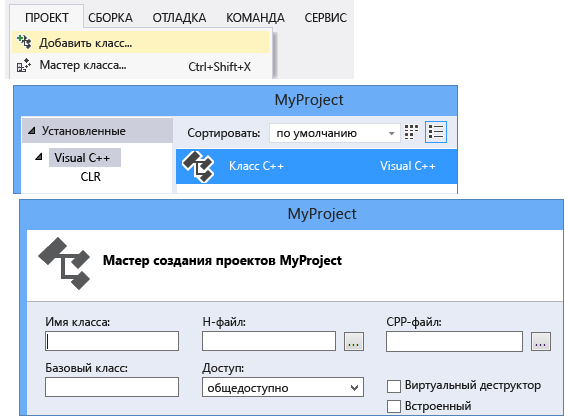 ПРОЕКТ СБОРКА ОТЛАДКА КОМАНДА СЕРВИС
Добавить класс...
Мастер класса... Ctrl+Shift+X
MyProject
Установленные
Сортировать: по умолчанию
Visual C++
Класс C++ Visual C++
CLR
MyProject
Мастер создания проектов MyProject
Имя класса: H-файл: CPP-файл:
... ...
Базовый класс: Доступ:
общедоступно
Виртуальный деструктор
Встроенный